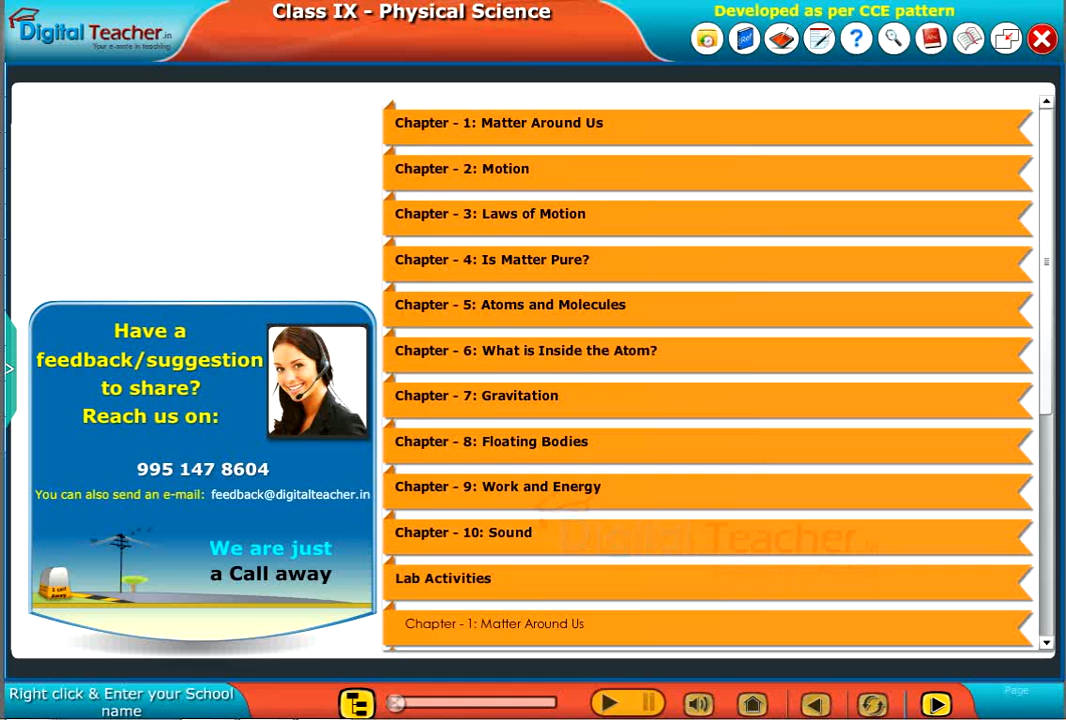 Digital Teacher.in
Your e-mate in teaching
Class IX - Physical Science
Developed as per CCE pattern
Chapter - 1: Matter Around Us
Chapter - 2: Motion
Chapter - 3: Laws of Motion
Chapter - 4: Is Matter Pure?
Chapter - 5: Atoms and Molecules
Chapter - 6: What is Inside the Atom?
Chapter - 7: Gravitation
Chapter - 8: Floating Bodies
Chapter - 9: Work and Energy
Chapter - 10: Sound
Lab Activities
Chapter - 1: Matter Around Us
Digital Teacher.in
Have a
feedback/suggestion
to share?
Reach us on:
995 147 8604
You can also send an e-mail: feedback@digitalteacher.in
We are just
a Call away
Right click & Enter your School
name
Page